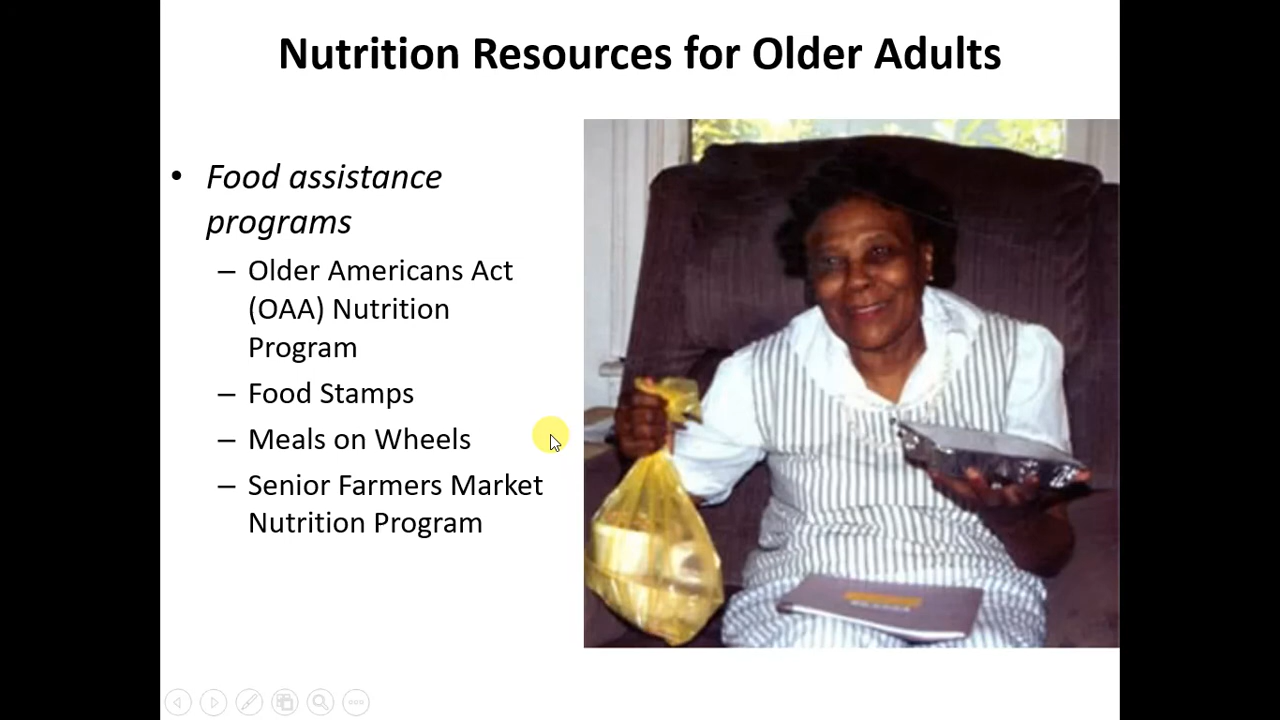 Nutrition Resources for Older Adults
• Food assistance
programs
– Older Americans Act
(OAA) Nutrition
Program
– Food Stamps
– Meals on Wheels
– Senior Farmers Market
Nutrition Program